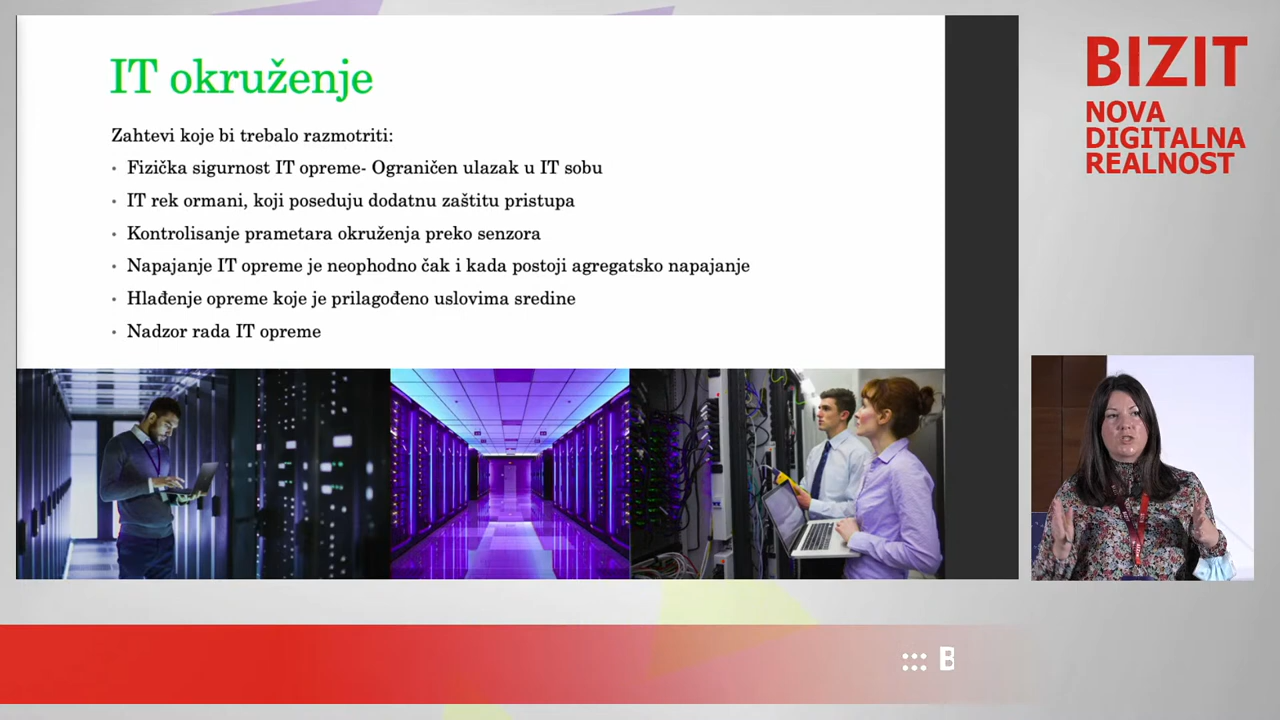 IT okruženje
Zahtevi koje bi trebalo razmotriti:
• Fizička sigurnost IT opreme- Ograničen ulazak u IT sobu
• IT rek ormani, koji poseduju dodatnu zaštitu pristupa
• Kontrolisanje prametara okruženja preko senzora
• Napajanje IT opreme je neophodno čak i kada postoji agregatsko napajanje
• Hlađenje opreme koje je prilagođeno uslovima sredine
• Nadzor rada IT opreme
BIZIT
NOVA
DIGITALNA
REALNOST
B